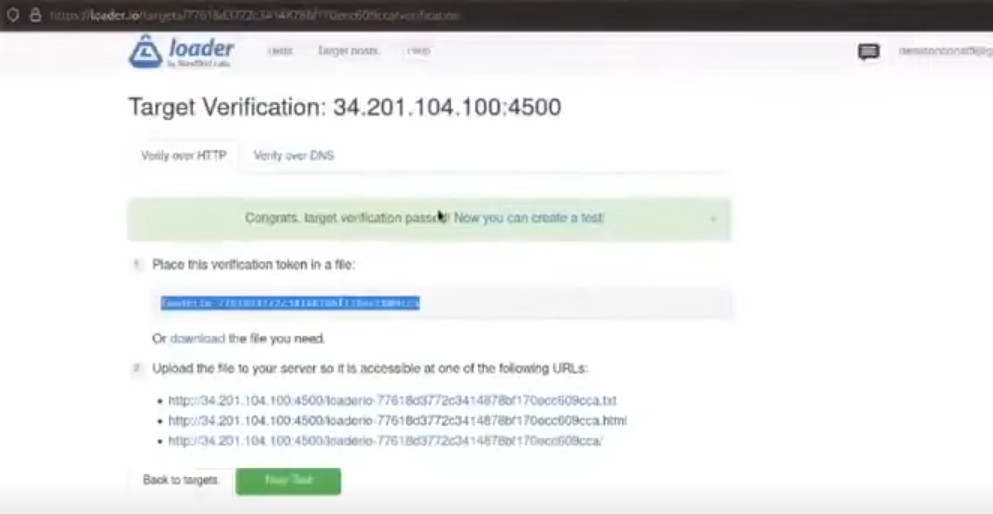 https://loader.io/targets/77618d3772c3414878bf170ecc609cca/verification
loader
Tests Target hosts Help
Target Verification: 34.201.104.100:4500
Verify over HTTP Verify over DNS
Congrats, target verification passed! Now you can create a test!
1 Place this verification token in a file:
loaderio-77618d3772c3414878bf170ecc609cca
Or download the file you need.
2 Upload the file to your server so it is accessible at one of the following URLs:
• http://34.201.104.100:4500/loaderio-77618d3772c3414878bf170ecc609cca.txt
• http://34.201.104.100:4500/loaderio-77618d3772c3414878bf170ecc609cca.html
• http://34.201.104.100:4500/loaderio-77618d3772c3414878bf170ecc609cca/
Back to targets New Test